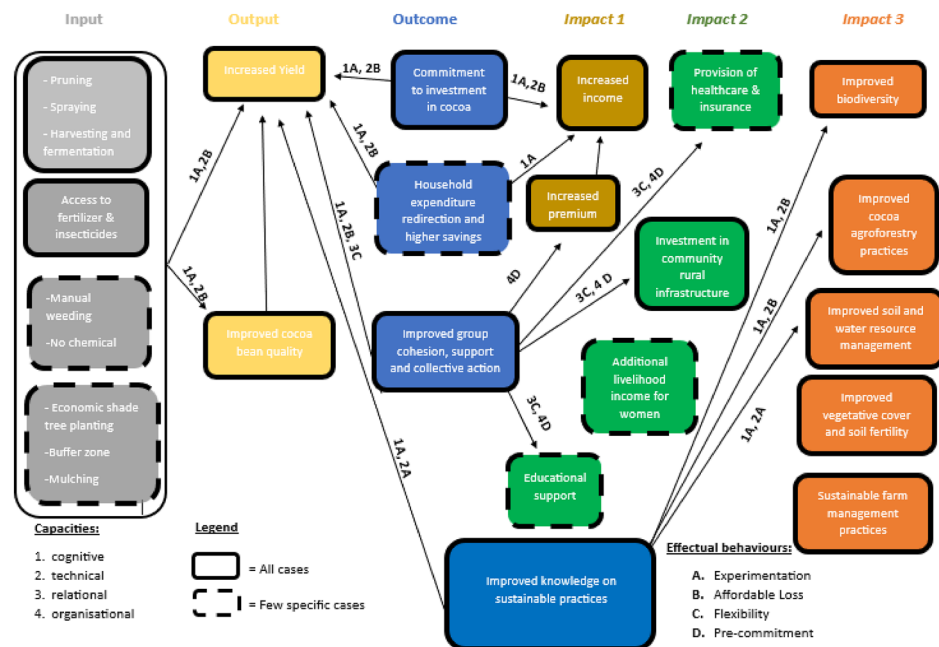 Input
Output
Outcome
Impact 1
Impact 2
Impact 3
- Pruning
- Spraying
- Harvesting and
fermentation
Access to
fertilizer &
insecticides
-Manual
weeding
-No chemical
- Economic shade
tree planting
-Buffer zone
-Mulching
1A, 2B
1A, 2B
Increased Yield
Improved cocoa
bean quality
1A, 2B
1A, 2B
1A, 2B, 3C
1A, 2A
Commitment
to investment
in cocoa
Household
expenditure
redirection and
higher savings
Improved group
cohesion, support
and collective action
Improved knowledge on
sustainable practices
1A, 2B
1A
4D
3C, 4D
3C, 4 D
3C, 4D
Increased
income
Increased
premium
Provision of
healthcare &
insurance
Investment in
community
rural
infrastructure
Additional
livelihood
income for
women
Educational
support
1A, 2B
1A, 2B
1A, 2A
Improved
biodiversity
Improved
cocoa
agroforestry
practices
Improved soil and
water resource
management
Improved
vegetative cover
and soil fertility
Sustainable farm
management
practices
Capacities:
1. cognitive
2. technical
3. relational
4. organisational
Legend
= All cases
= Few specific cases
Effectual behaviours:
A. Experimentation
B. Affordable Loss
C. Flexibility
D. Pre-commitment